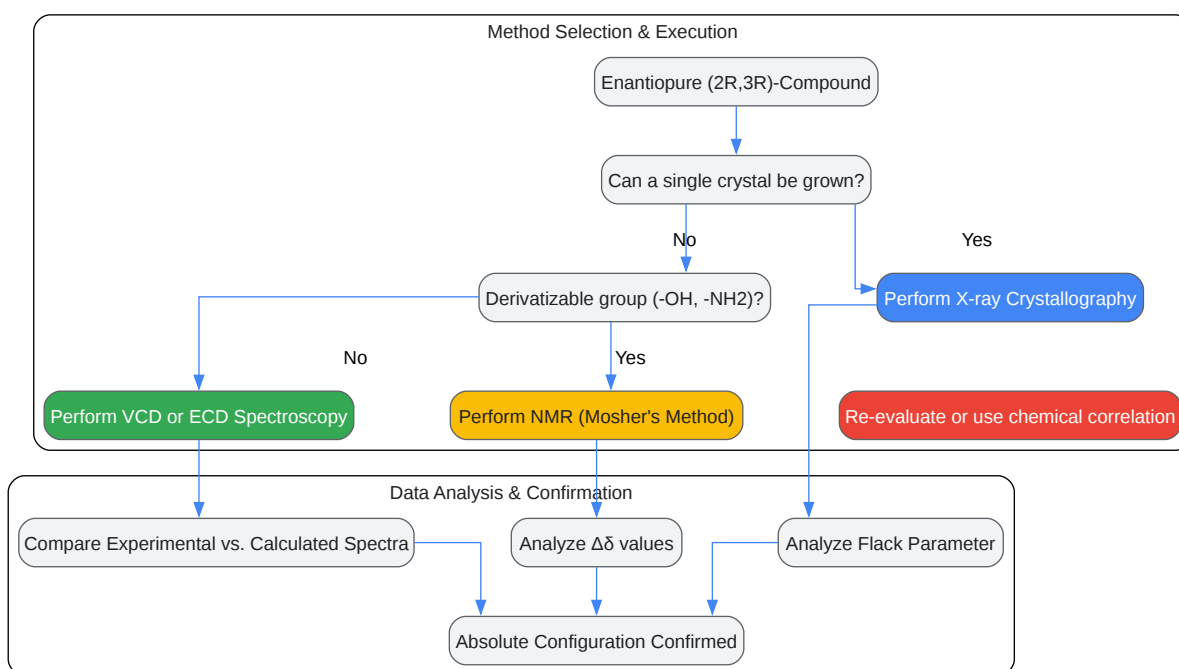 Method Selection & Execution
Enantiopure (2R,3R)-Compound
Can a single crystal be grown?
No
Yes
Derivatizable group (-OH, -NH2)?
Perform X-ray Crystallography
No
Yes
Perform VCD or ECD Spectroscopy
Perform NMR (Mosher's Method)
Re-evaluate or use chemical correlation
Data Analysis & Confirmation
Compare Experimental vs. Calculated Spectra
Analyze Δδ values
Analyze Flack Parameter
Absolute Configuration Confirmed